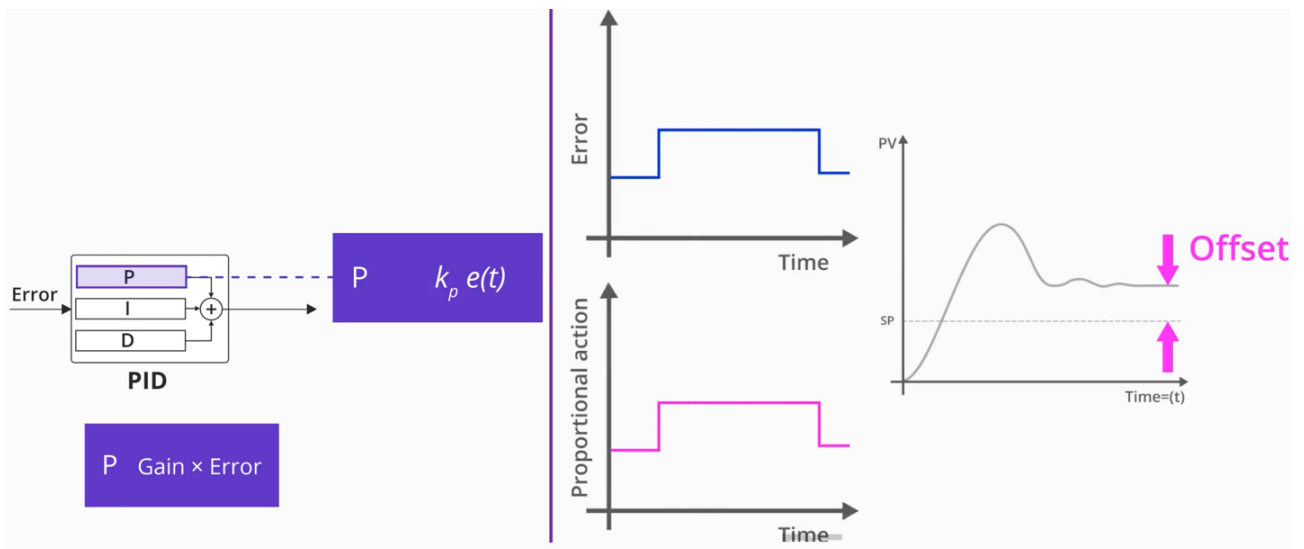 Error
P
I
D
+
PID
P k_p e(t)
P Gain × Error
Error
Time
Proportional action
Time
PV
SP
Time=(t)
Offset